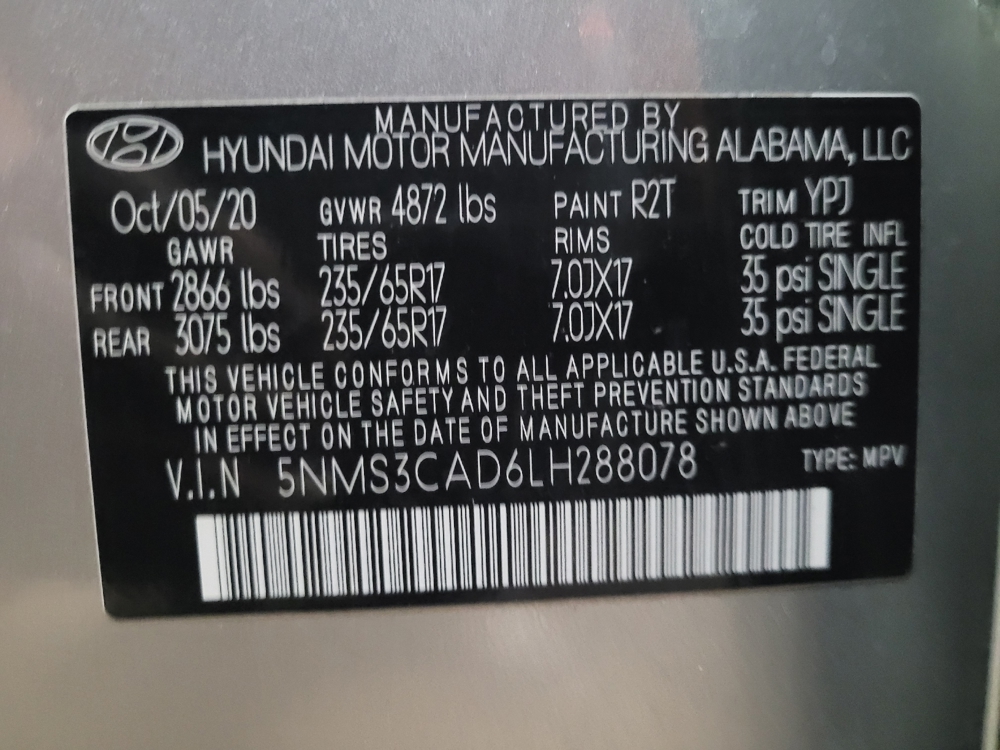 MANUFACTURED BY
HYUNDAI MOTOR MANUFACTURING ALABAMA, LLC
Oct/05/20 GVWR 4872 lbs PAINT R2T TRIM YPJ
GAWR TIRES RIMS COLD TIRE INFL
FRONT 2866 lbs 235/65R17 7.0JX17 35 psi SINGLE
REAR 3075 lbs 235/65R17 7.0JX17 35 psi SINGLE
THIS VEHICLE CONFORMS TO ALL APPLICABLE U.S.A. FEDERAL
MOTOR VEHICLE SAFETY AND THEFT PREVENTION STANDARDS
IN EFFECT ON THE DATE OF MANUFACTURE SHOWN ABOVE
V.I.N 5NMS3CAD6LH288078 TYPE: MPV